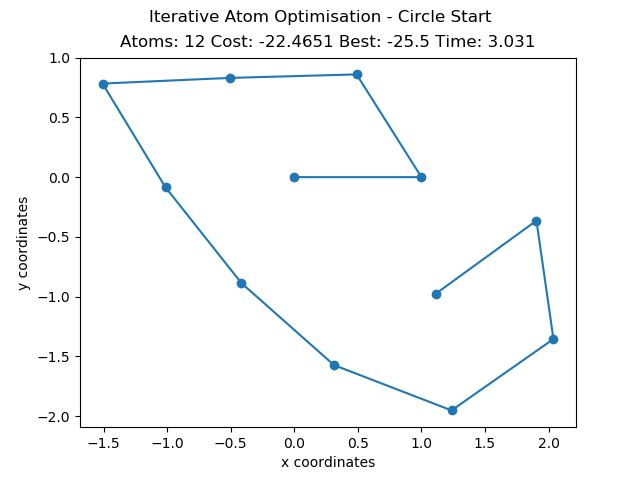 Iterative Atom Optimisation - Circle Start
Atoms: 12 Cost: -22.4651 Best: -25.5 Time: 3.031
1.0
0.5
0.0
−0.5
−1.0
−1.5
−2.0
y coordinates
−1.5 −1.0 −0.5 0.0 0.5 1.0 1.5 2.0
x coordinates